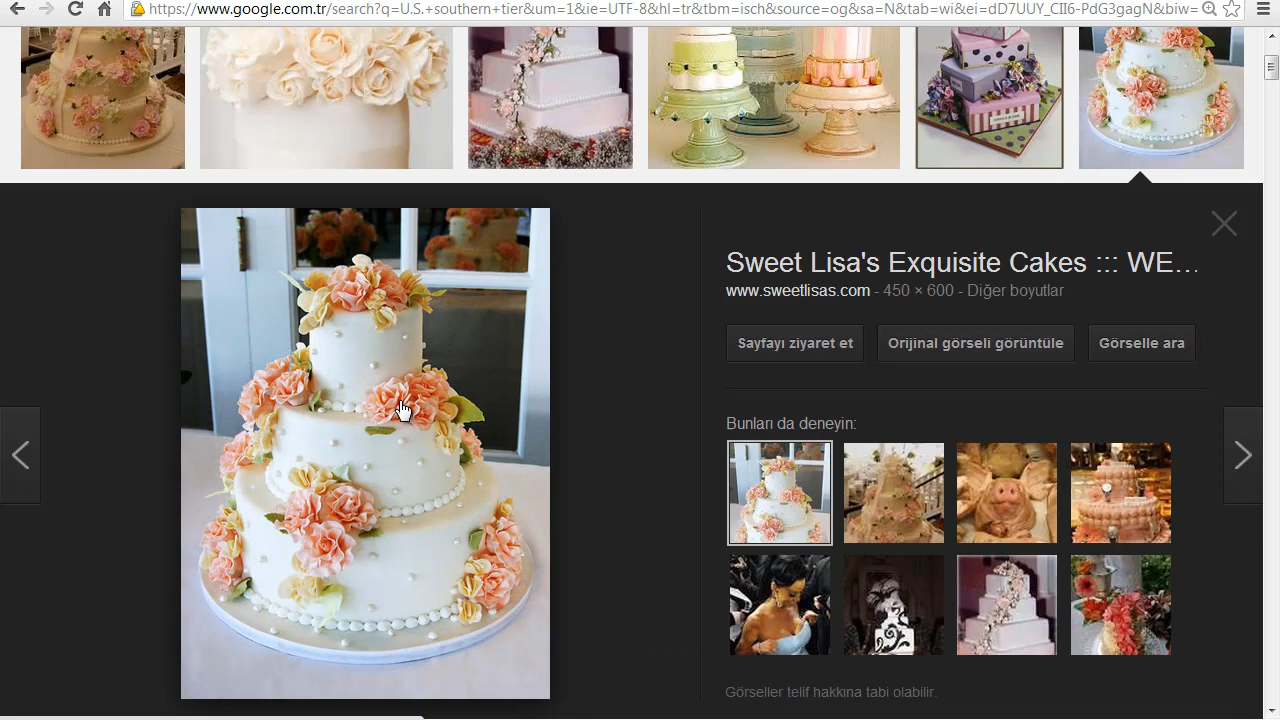 https://www.google.com.tr/search?q=U.S.+southern+tier&um=1&ie=UTF-8&hl=tr&tbm=isch&source=og&sa=N&tab=wi&ei=dD7UUY_CII6-PdG3gagN&biw=
Sweet Lisa's Exquisite Cakes ::: WE…
www.sweetlisas.com - 450 × 600 - Diğer boyutlar
Sayfayı ziyaret et
Orijinal görseli görüntüle
Görselle ara
Bunları da deneyin:
Görseller telif hakkına tabi olabilir.